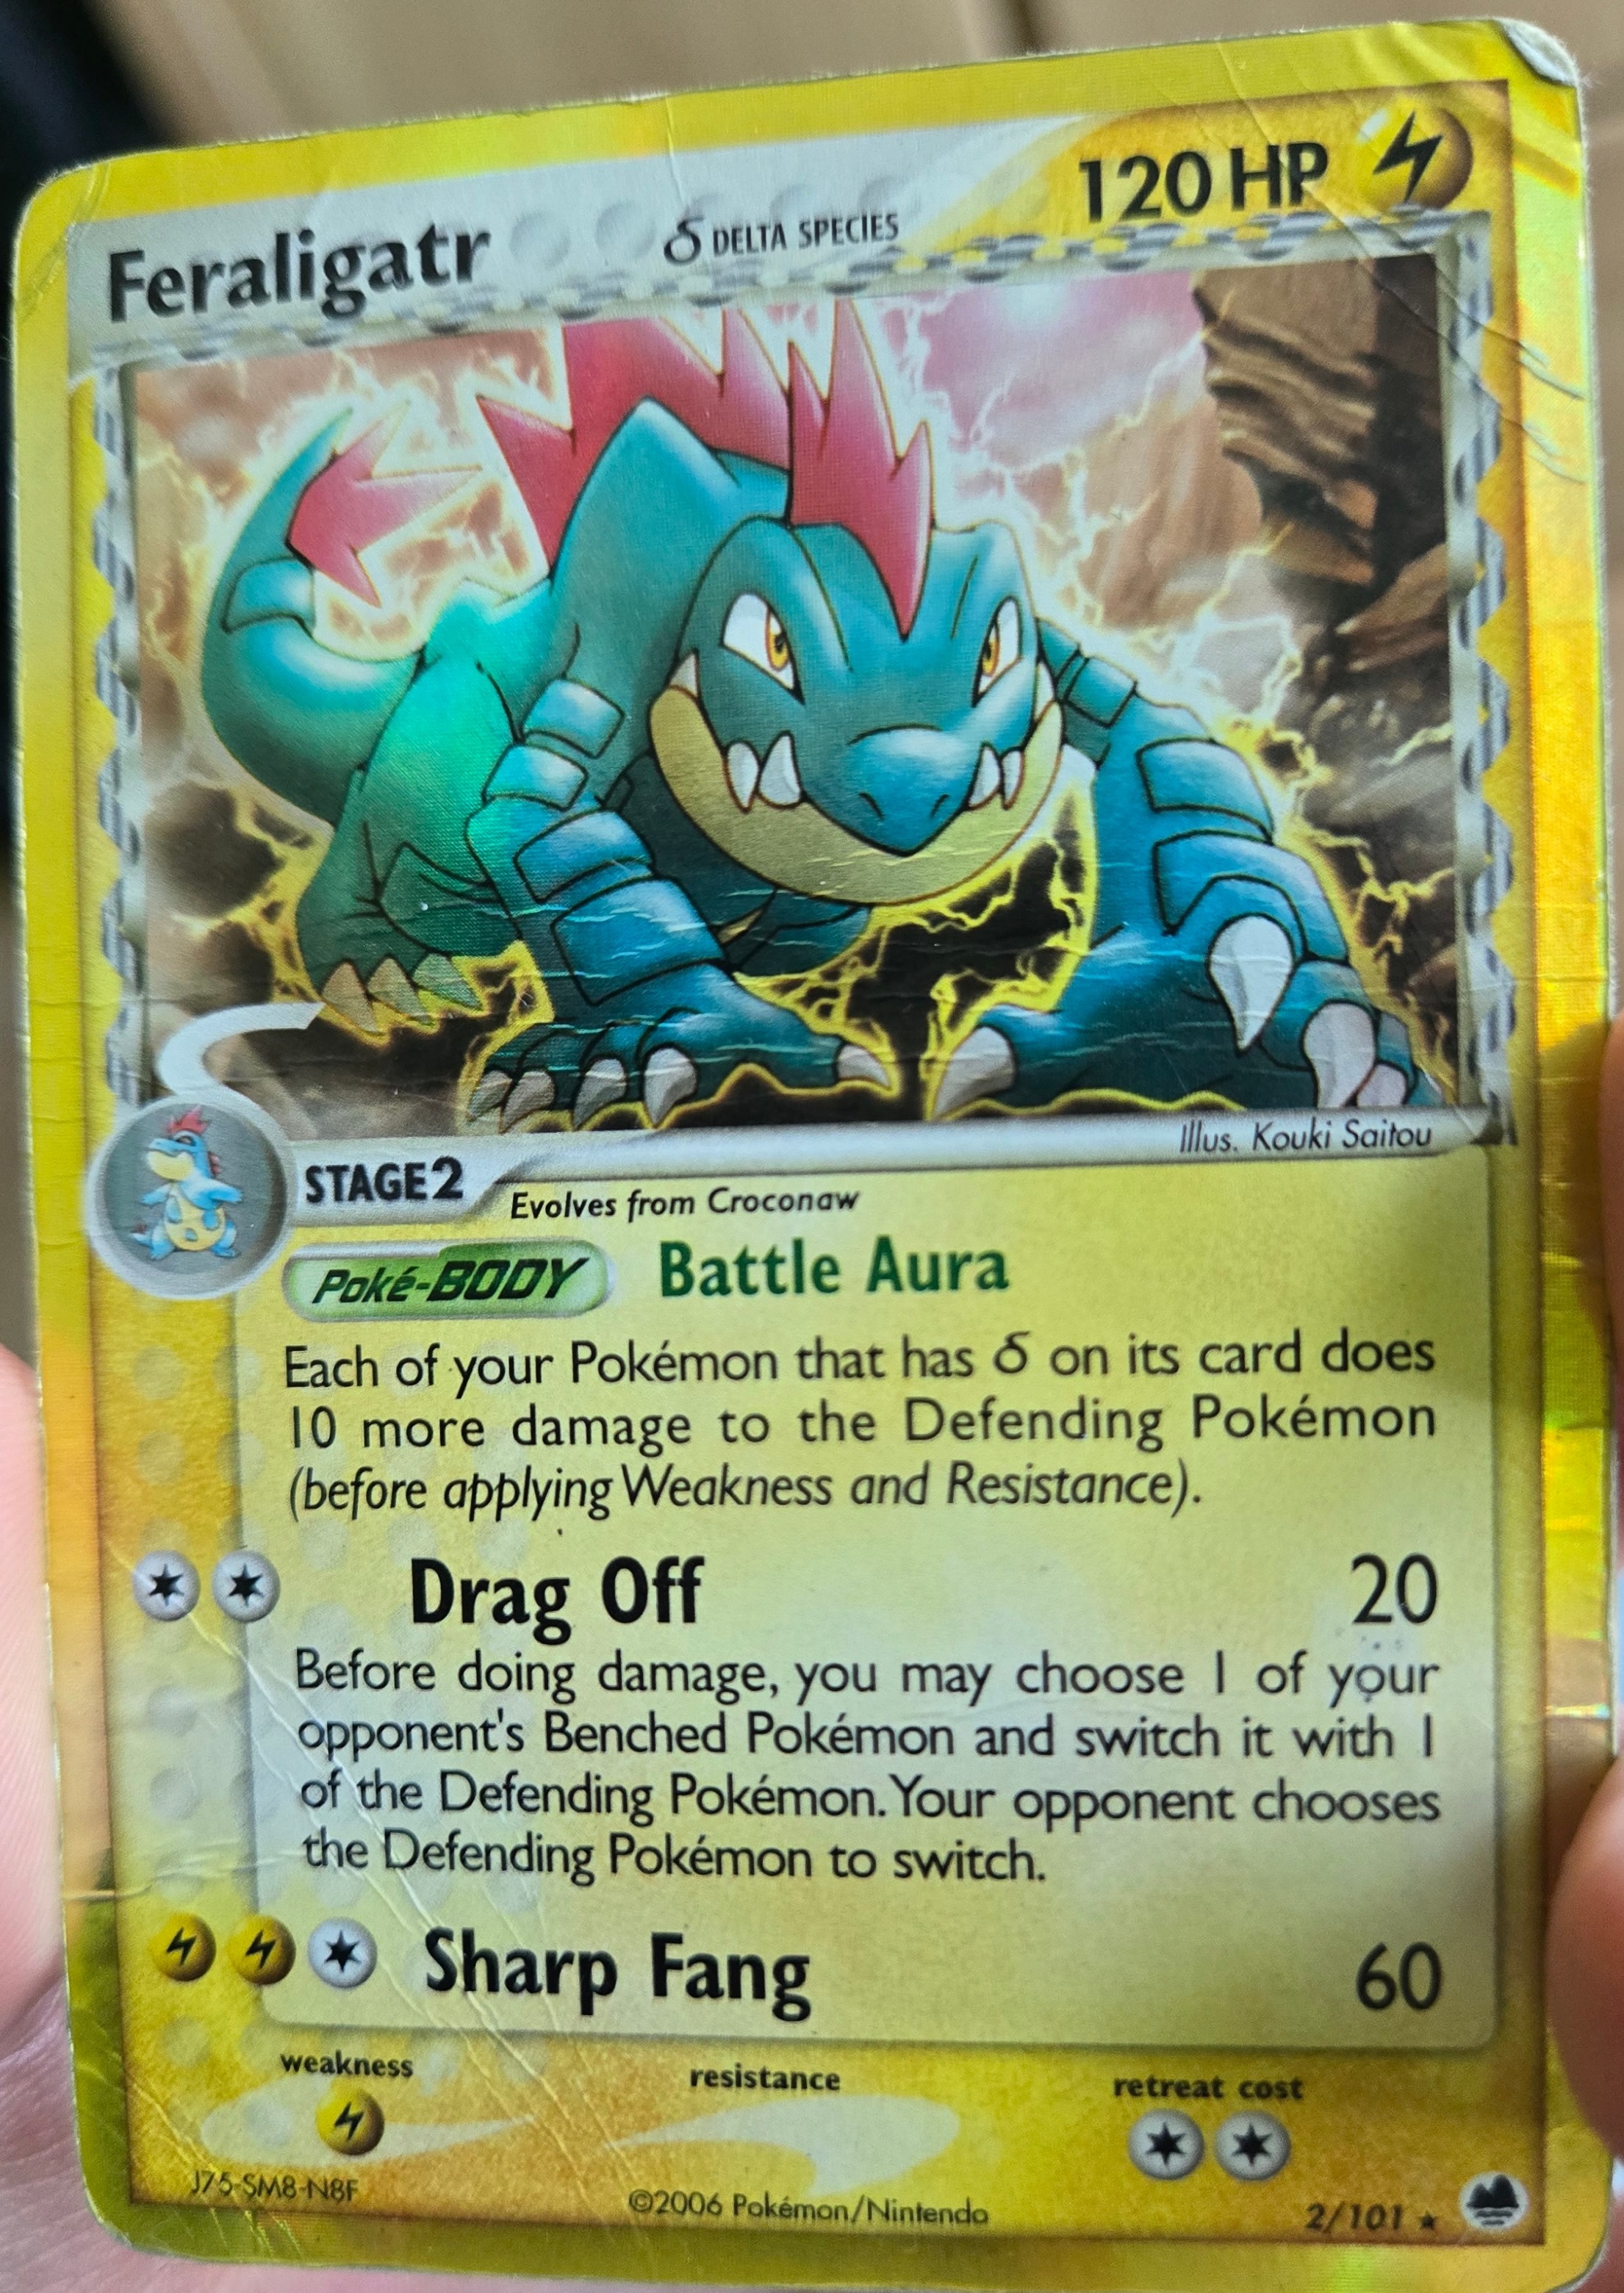 Feraligatr δ DELTA SPECIES 120 HP
Illus. Kouki Saitou
STAGE2 Evolves from Croconaw
Poké-BODY Battle Aura
Each of your Pokémon that has δ on its card does
10 more damage to the Defending Pokémon
(before applying Weakness and Resistance).
Drag Off 20
Before doing damage, you may choose 1 of your
opponent's Benched Pokémon and switch it with 1
of the Defending Pokémon. Your opponent chooses
the Defending Pokémon to switch.
Sharp Fang 60
weakness resistance retreat cost
J75-SM8-N8F ©2006 Pokémon/Nintendo 2/101 ★